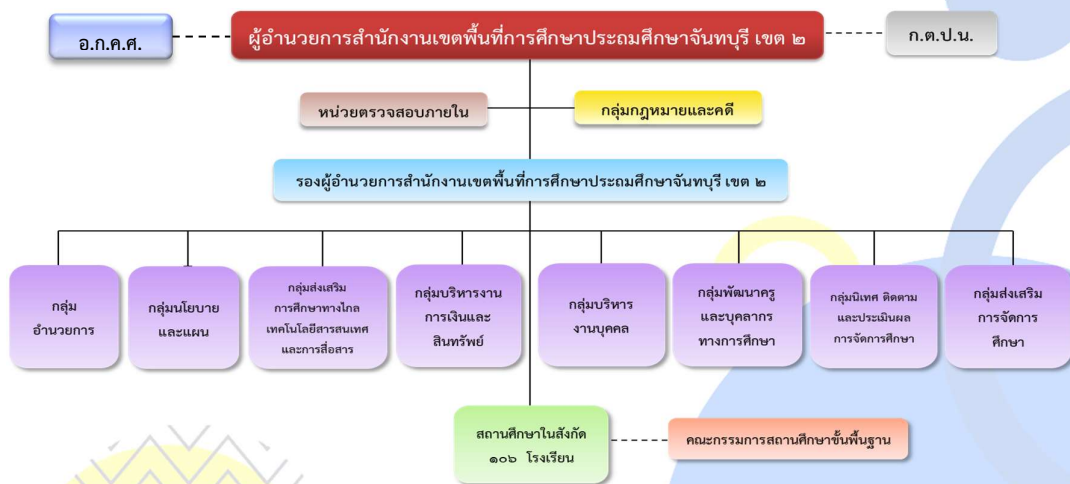 อ.ก.ค.ศ.
ผู้อำนวยการสำนักงานเขตพื้นที่การศึกษาประถมศึกษาจันทบุรี เขต ๒
ก.ต.ป.น.
หน่วยตรวจสอบภายใน
กลุ่มกฎหมายและคดี
รองผู้อำนวยการสำนักงานเขตพื้นที่การศึกษาประถมศึกษาจันทบุรี เขต ๒
กลุ่ม
อำนวยการ
กลุ่มนโยบาย
และแผน
กลุ่มส่งเสริม
การศึกษาทางไกล
เทคโนโลยีสารสนเทศ
และการสื่อสาร
กลุ่มบริหารงาน
การเงินและ
สินทรัพย์
กลุ่มบริหาร
งานบุคคล
กลุ่มพัฒนาครู
และบุคลากร
ทางการศึกษา
กลุ่มนิเทศ ติดตาม
และประเมินผล
การจัดการศึกษา
กลุ่มส่งเสริม
การจัดการ
ศึกษา
สถานศึกษาในสังกัด
๑๐๖ โรงเรียน
คณะกรรมการสถานศึกษาขั้นพื้นฐาน